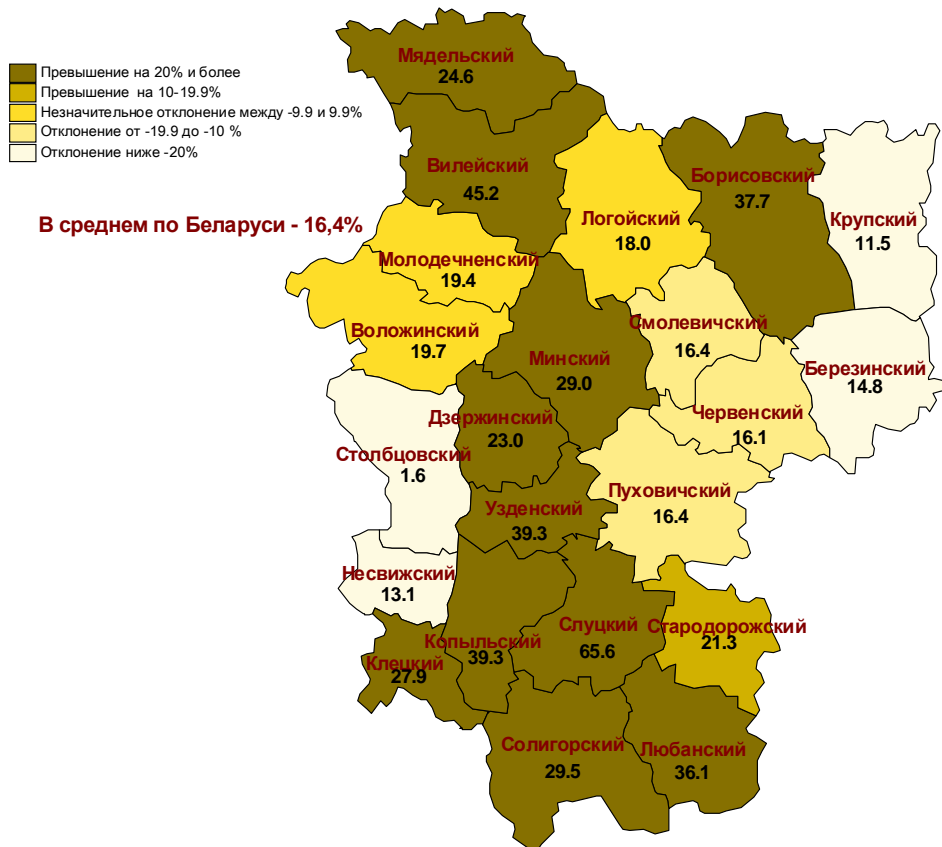 Превышение на 20% и более
Превышение на 10-19.9%
Незначительное отклонение между -9.9 и 9.9%
Отклонение от -19.9 до -10 %
Отклонение ниже -20%
В среднем по Беларуси - 16,4%
Мядельский
24.6
Вилейский
45.2
Логойский
18.0
Борисовский
37.7
Крупский
11.5
Молодечненский
19.4
Воложинский
19.7
Минский
29.0
Смолевичский
16.4
Березинский
14.8
Червенский
16.1
Дзержинский
23.0
Столбцовский
1.6
Узденский
39.3
Пуховичский
16.4
Несвижский
13.1
Клецкий
27.9
Копыльский
39.3
Слуцкий
65.6
Стародорожский
21.3
Солигорский
29.5
Любанский
36.1